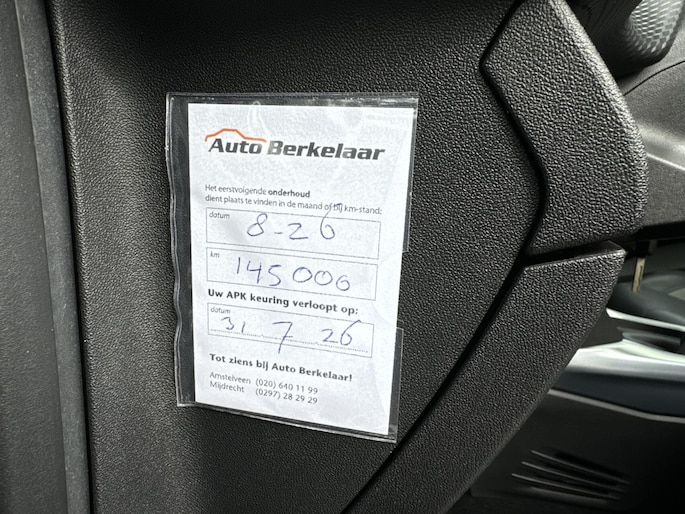 Auto Berkelaar
Het eerstvolgende onderhoud
dient plaats te vinden in de maand of bij km-stand:
datum
8-26
km
145000
Uw APK keuring verloopt op:
datum
31 7 26
Tot ziens bij Auto Berkelaar!
Amstelveen (020) 640 11 99
Mijdrecht (0297) 28 29 29